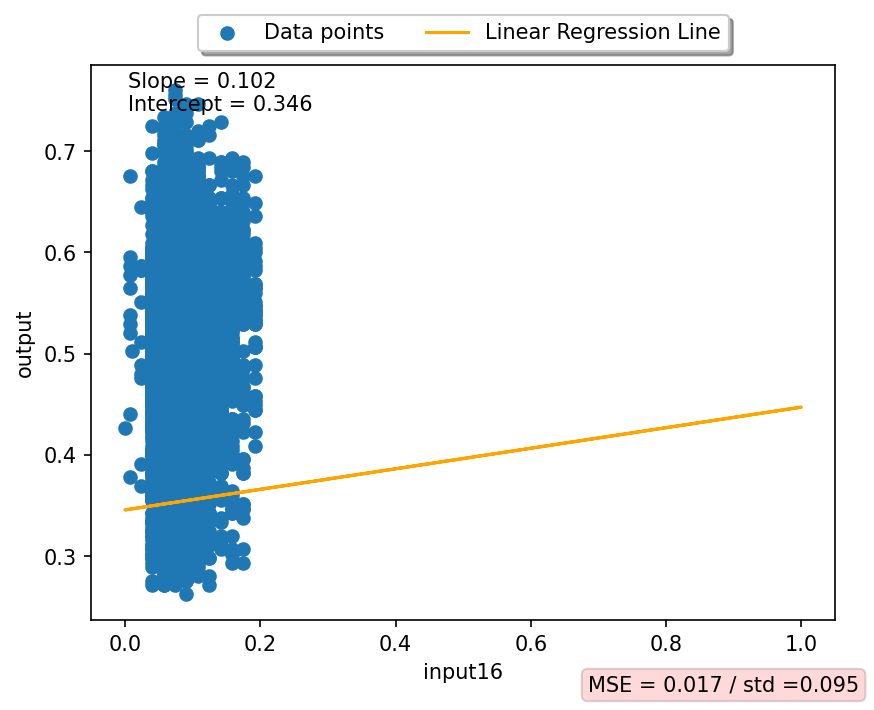 Data points
Linear Regression Line
Slope = 0.102
Intercept = 0.346
0.7
0.6
0.5
0.4
0.3
output
0.0 0.2 0.4 0.6 0.8 1.0
input16
MSE = 0.017 / std =0.095